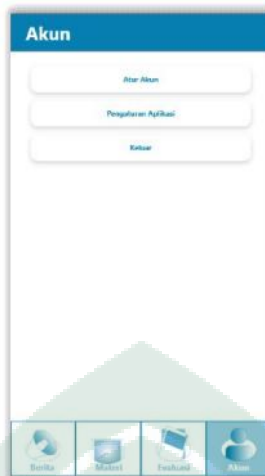 Akun
Atur Akun
Pengaturan Aplikasi
Keluar
Berita
Materi
Evaluasi
Akun